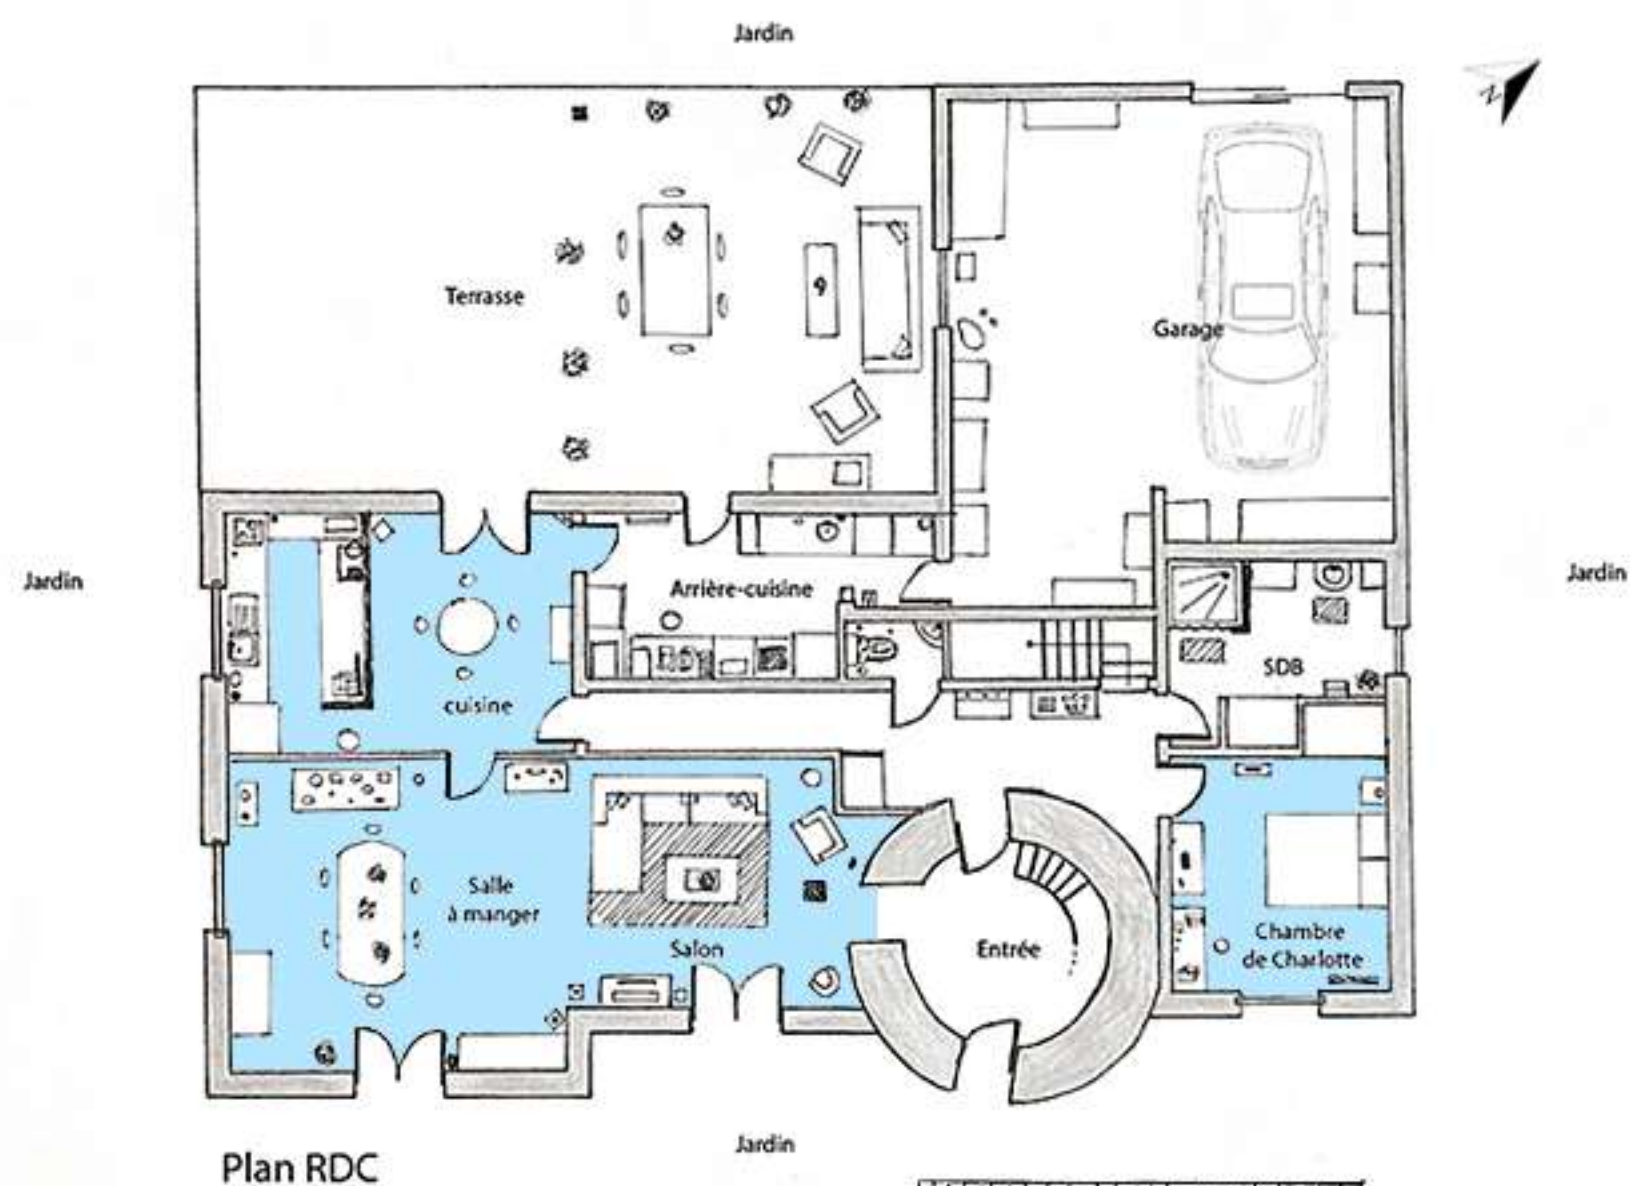 Jardin
N
Terrasse
9
Garage
Jardin
Arrière-cuisine
Jardin
SDB
cuisine
Salle
à manger
Salon
Entrée
Chambre
de Charlotte
Jardin
Plan RDC